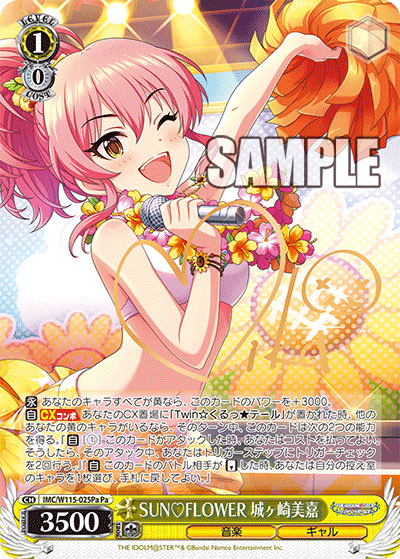 LEVEL
1
0
COST
SAMPLE
永 あなたのキャラすべてが黄なら、このカードのパワーを+3000。
自 CXコンボ あなたのCX置場に「Twin☆くるっ★テール」が置かれた時、他の
あなたの黄のキャラがいるなら、そのターン中、このカードは次の2つの能力
を得る。『自 [①] このカードがアタックした時、あなたはコストを払ってよい。
そうしたら、そのアタック中、あなたはトリガーステップにトリガーチェック
を2回行う。』『自 このカードのバトル相手が した時、あなたは自分の控え室
のキャラを1枚選び、手札に戻してよい。』
CH IMC/W115-025Pa Pa
3500
SUN♡FLOWER 城ヶ崎美嘉
音楽
ギャル
THE IDOLM@STER™ & ©Bandai Namco Entertainment Inc.